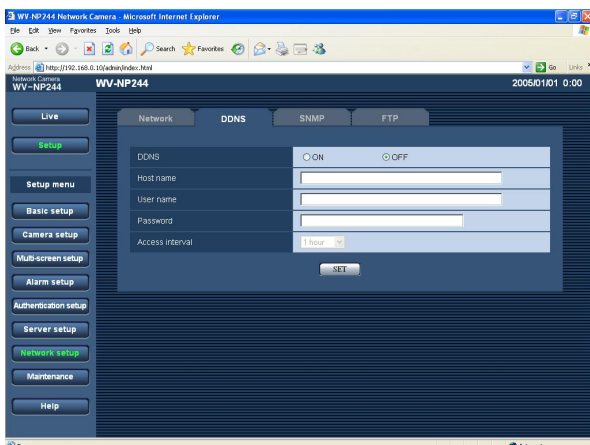 WV-NP244 Network Camera - Microsoft Internet Explorer
File Edit View Favorites Tools Help
Back Search Favorites
Address http://192.168.0.10/admin/index.html Go Links
Network Camera
WV-NP244
WV-NP244 2005/01/01 0:00
Live
Setup
Setup menu
Basic setup
Camera setup
Multi-screen setup
Alarm setup
Authentication setup
Server setup
Network setup
Maintenance
Help
Network DDNS SNMP FTP
DDNS ON OFF
Host name
User name
Password
Access interval 1 hour
SET